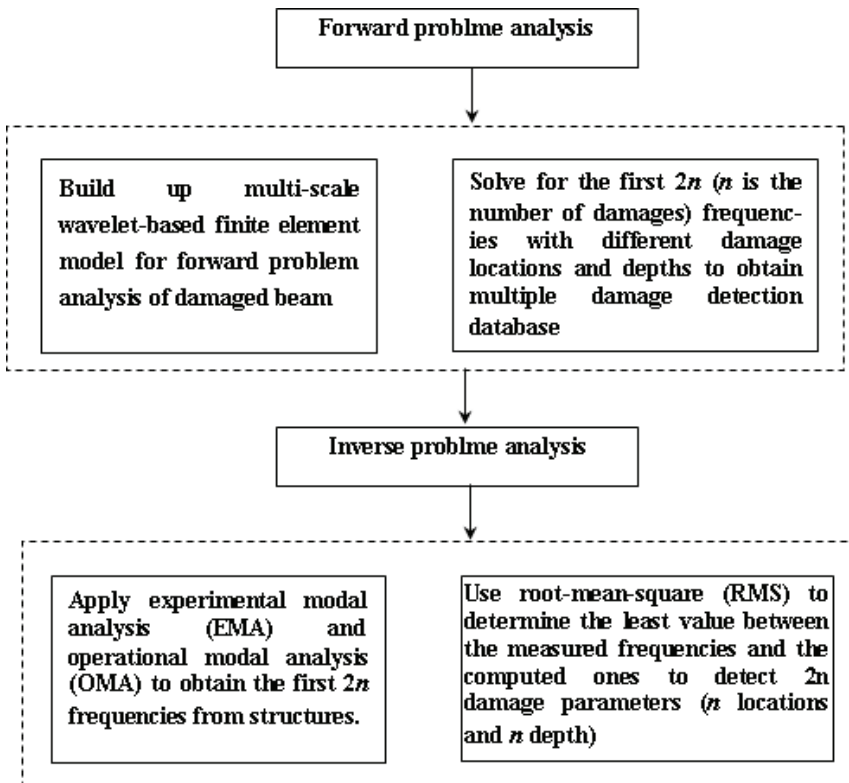 Forward problme analysis
Build up multi-scale
wavelet-based finite element
model for forward problem
analysis of damaged beam
Solve for the first 2n (n is the
number of damages) frequenc-
ies with different damage
locations and depths to obtain
multiple damage detection
database
Inverse problme analysis
Apply experimental modal
analysis (EMA) and
operational modal analysis
(OMA) to obtain the first 2n
frequencies from structures.
Use root-mean-square (RMS) to
determine the least value between
the measured frequencies and the
computed ones to detect 2n
damage parameters (n locations
and n depth)